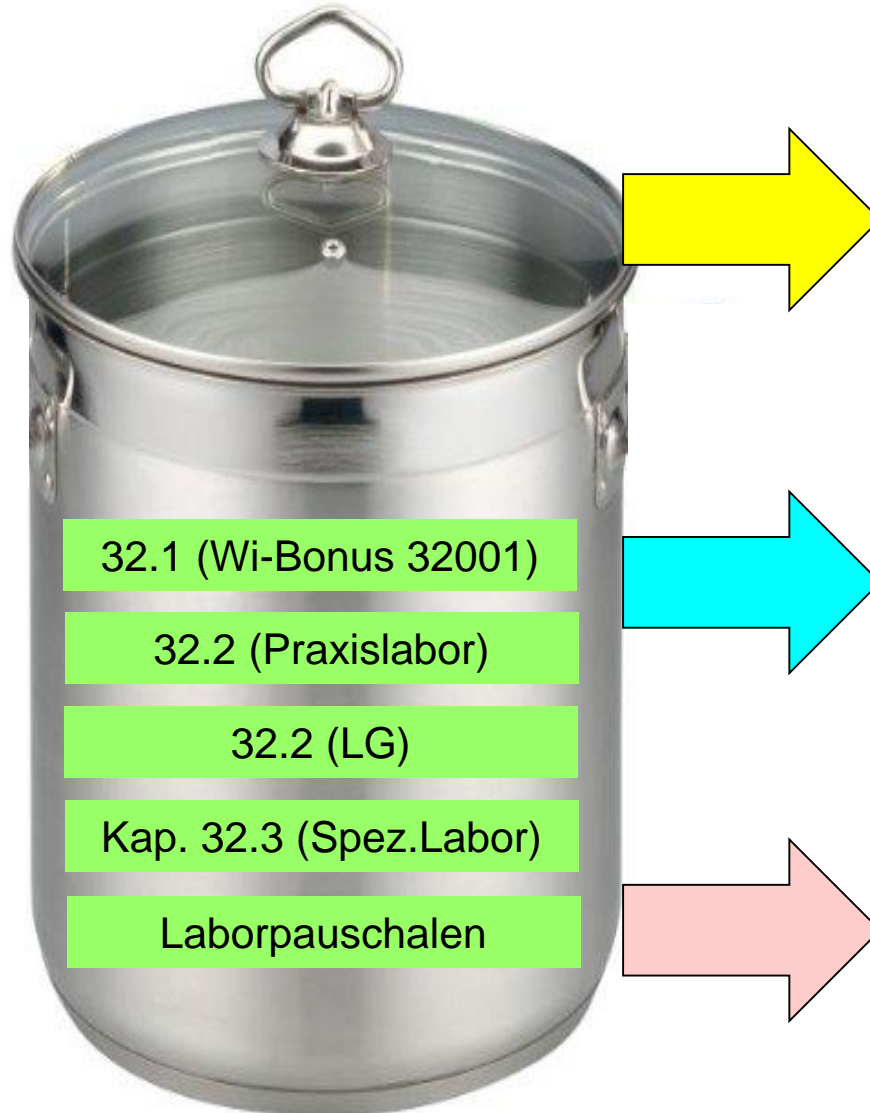 32.1 (Wi-Bonus 32001)
32.2 (Praxislabor)
32.2 (LG)
Kap. 32.3 (Spez.Labor)
Laborpauschalen